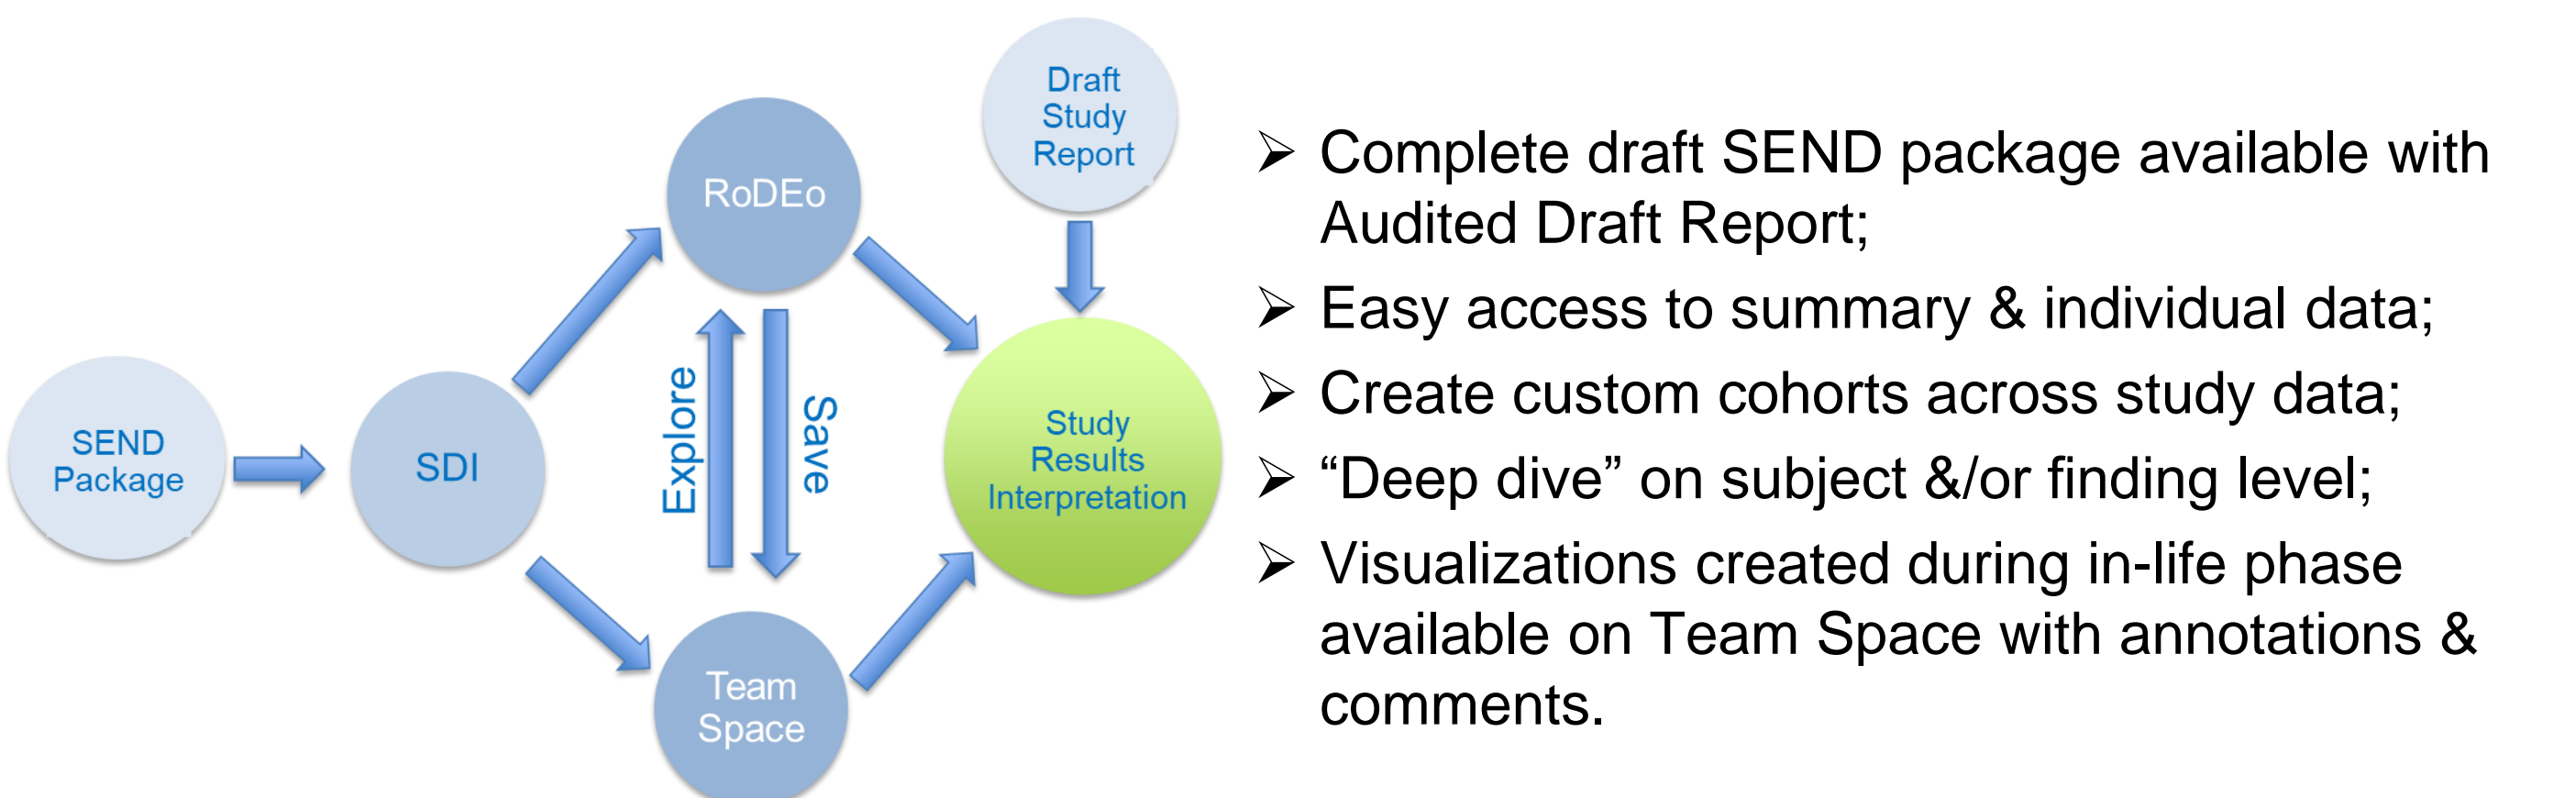 Draft
Study
Report
RoDEo
SEND
Package
SDI
Explore
Save
Study
Results
Interpretation
Team
Space
➢ Complete draft SEND package available with
Audited Draft Report;
➢ Easy access to summary & individual data;
➢ Create custom cohorts across study data;
➢ “Deep dive” on subject &/or finding level;
➢ Visualizations created during in-life phase
available on Team Space with annotations &
comments.